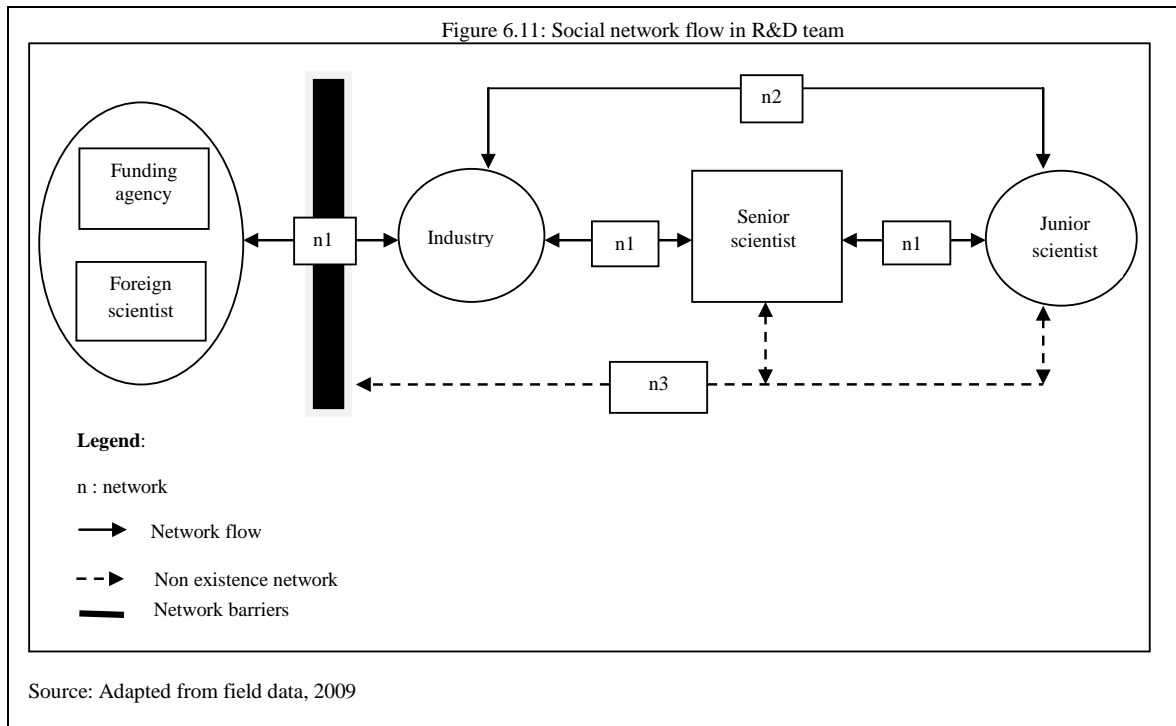 Figure 6.11: Social network flow in R&D team
n2
Funding
agency
Foreign
scientist
n1
Industry
n1
Senior
scientist
n1
Junior
scientist
n3
Legend:
n : network
Network flow
Non existence network
Network barriers
Source: Adapted from field data, 2009